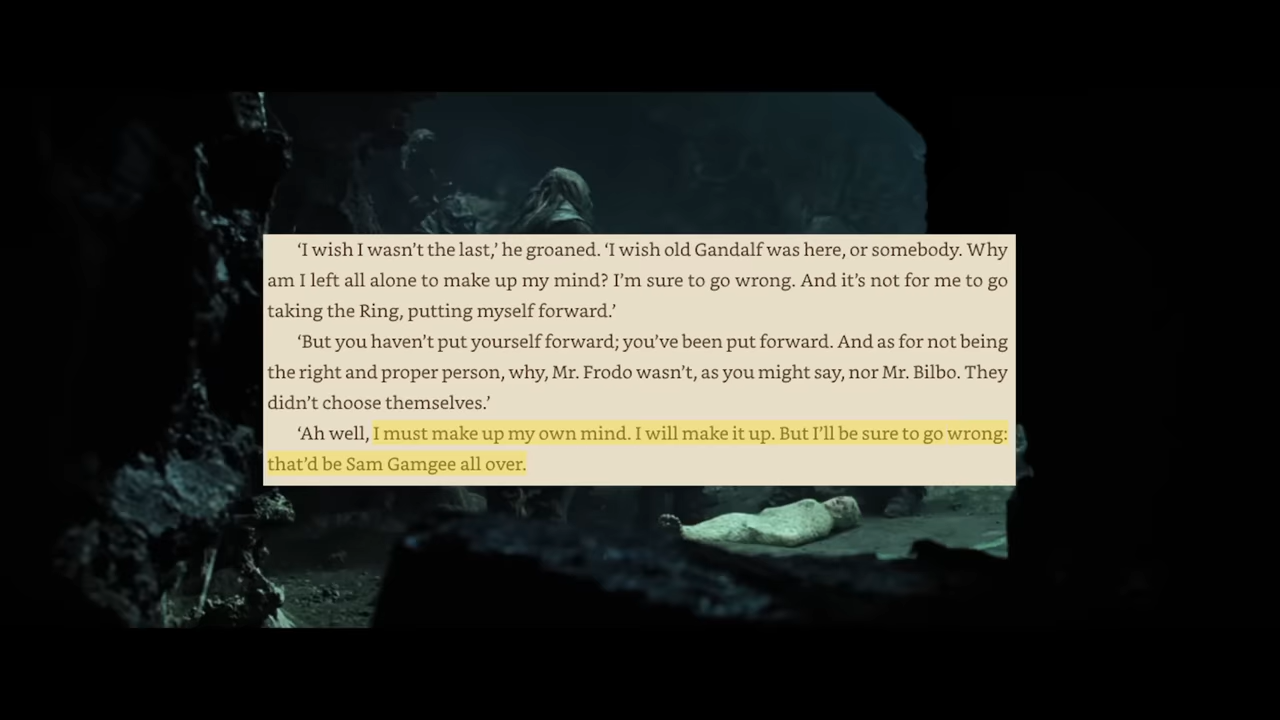 ‘I wish I wasn’t the last,’ he groaned. ‘I wish old Gandalf was here, or somebody. Why
am I left all alone to make up my mind? I’m sure to go wrong. And it’s not for me to go
taking the Ring, putting myself forward.’
‘But you haven’t put yourself forward; you’ve been put forward. And as for not being
the right and proper person, why, Mr. Frodo wasn’t, as you might say, nor Mr. Bilbo. They
didn’t choose themselves.’
‘Ah well, I must make up my own mind. I will make it up. But I’ll be sure to go wrong:
that’d be Sam Gamgee all over.